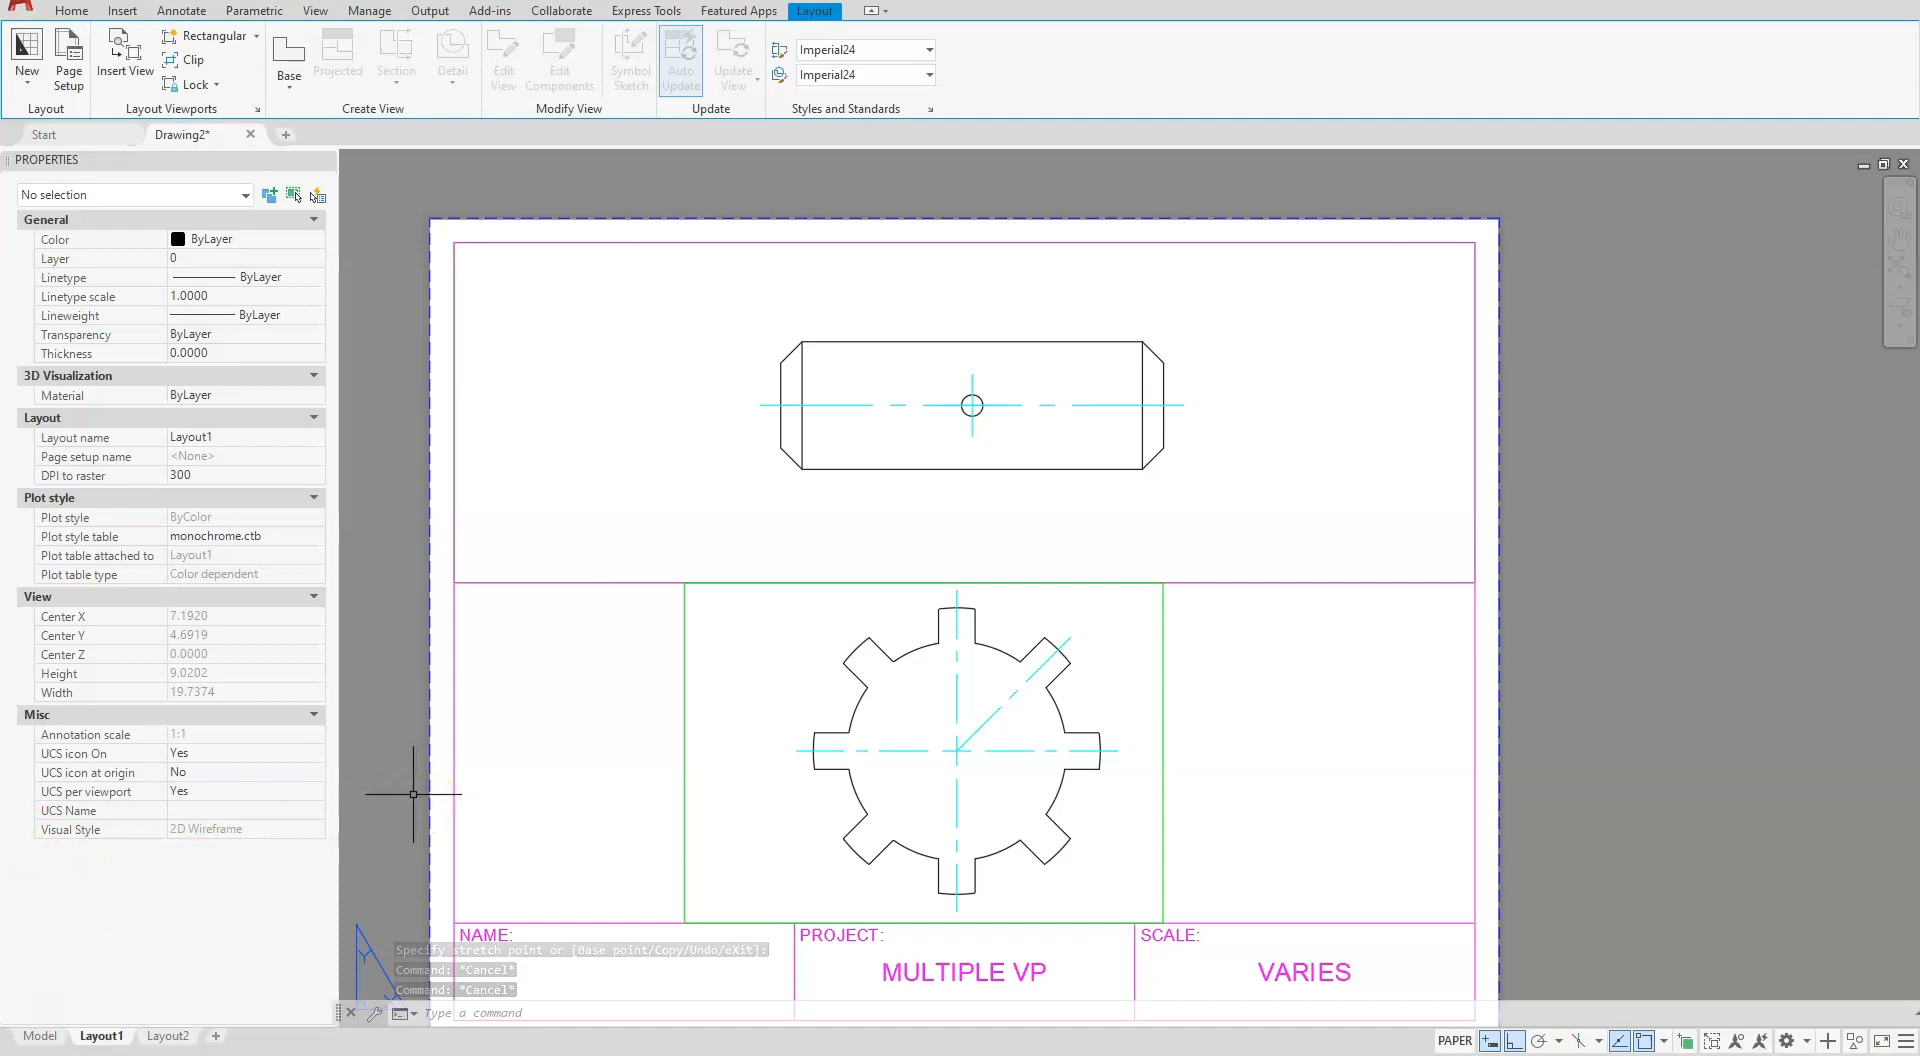 Home Insert Annotate Parametric View Manage Output Add-ins Collaborate Express Tools Featured Apps Layout
New Page Setup Insert View Rectangular Clip Lock
Base Projected Section Detail
Edit View Edit Components Symbol Sketch
Auto Update Update View
Imperial24
Imperial24
Layout Layout Viewports Create View Modify View Update Styles and Standards
Start Drawing2*
PROPERTIES
No selection
General
Color ByLayer
Layer 0
Linetype ByLayer
Linetype scale 1.0000
Lineweight ByLayer
Transparency ByLayer
Thickness 0.0000
3D Visualization
Material ByLayer
Layout
Layout name Layout1
Page setup name <None>
DPI to raster 300
Plot style
Plot style ByColor
Plot style table monochrome.ctb
Plot table attached to Layout1
Plot table type Color dependent
View
Center X 7.1920
Center Y 4.6919
Center Z 0.0000
Height 9.0202
Width 19.7374
Misc
Annotation scale 1:1
UCS icon On Yes
UCS icon at origin No
UCS per viewport Yes
UCS Name
Visual Style 2D Wireframe
NAME: PROJECT: SCALE:
MULTIPLE VP VARIES
Specify stretch point or [Base point/Copy/Undo/eXit]:
Command: *Cancel*
Command: *Cancel*
Y
Type a command
Model Layout1 Layout2
PAPER